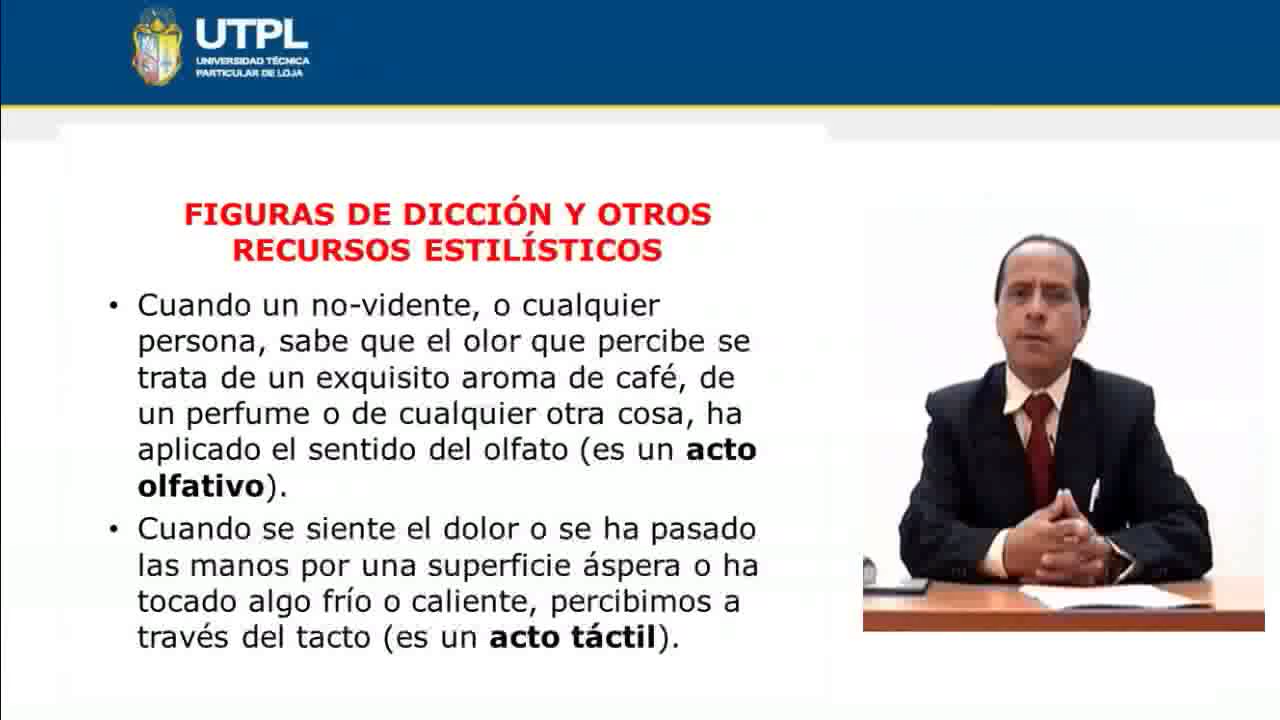 UTPL
UNIVERSIDAD TÉCNICA
PARTICULAR DE LOJA
FIGURAS DE DICCIÓN Y OTROS
RECURSOS ESTILÍSTICOS
• Cuando un no-vidente, o cualquier
persona, sabe que el olor que percibe se
trata de un exquisito aroma de café, de
un perfume o de cualquier otra cosa, ha
aplicado el sentido del olfato (es un acto
olfativo).
• Cuando se siente el dolor o se ha pasado
las manos por una superficie áspera o ha
tocado algo frío o caliente, percibimos a
través del tacto (es un acto táctil).